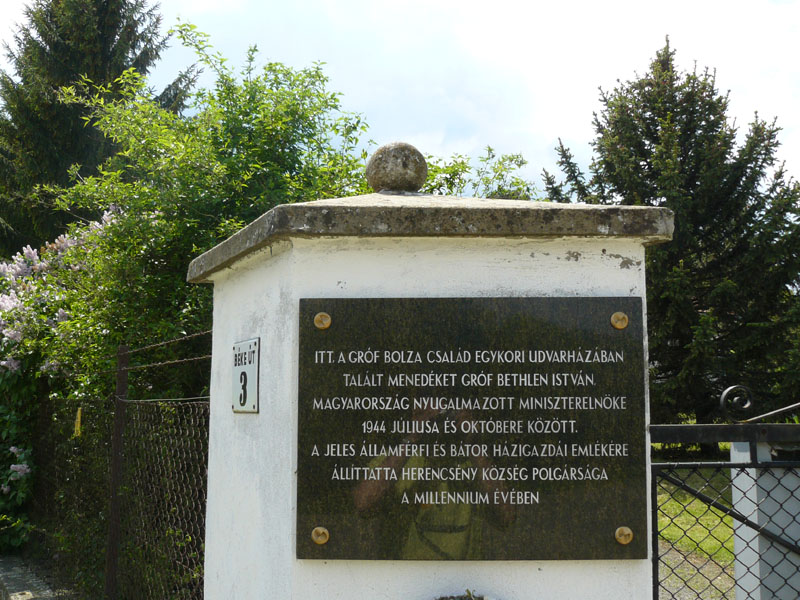 BÉKE ÚT
3
ITT, A GRÓF BOLZA CSALÁD EGYKORI UDVARHÁZÁBAN
TALÁLT MENEDÉKET GRÓF BETHLEN ISTVÁN,
MAGYARORSZÁG NYUGALMAZOTT MINISZTERELNÖKE
1944 JÚLIUSA ÉS OKTÓBERE KÖZÖTT.
A JELES ÁLLAMFÉRFI ÉS BÁTOR HÁZIGAZDÁI EMLÉKÉRE
ÁLLÍTTATTA HERENCSÉNY KÖZSÉG POLGÁRSÁGA
A MILLENNIUM ÉVÉBEN